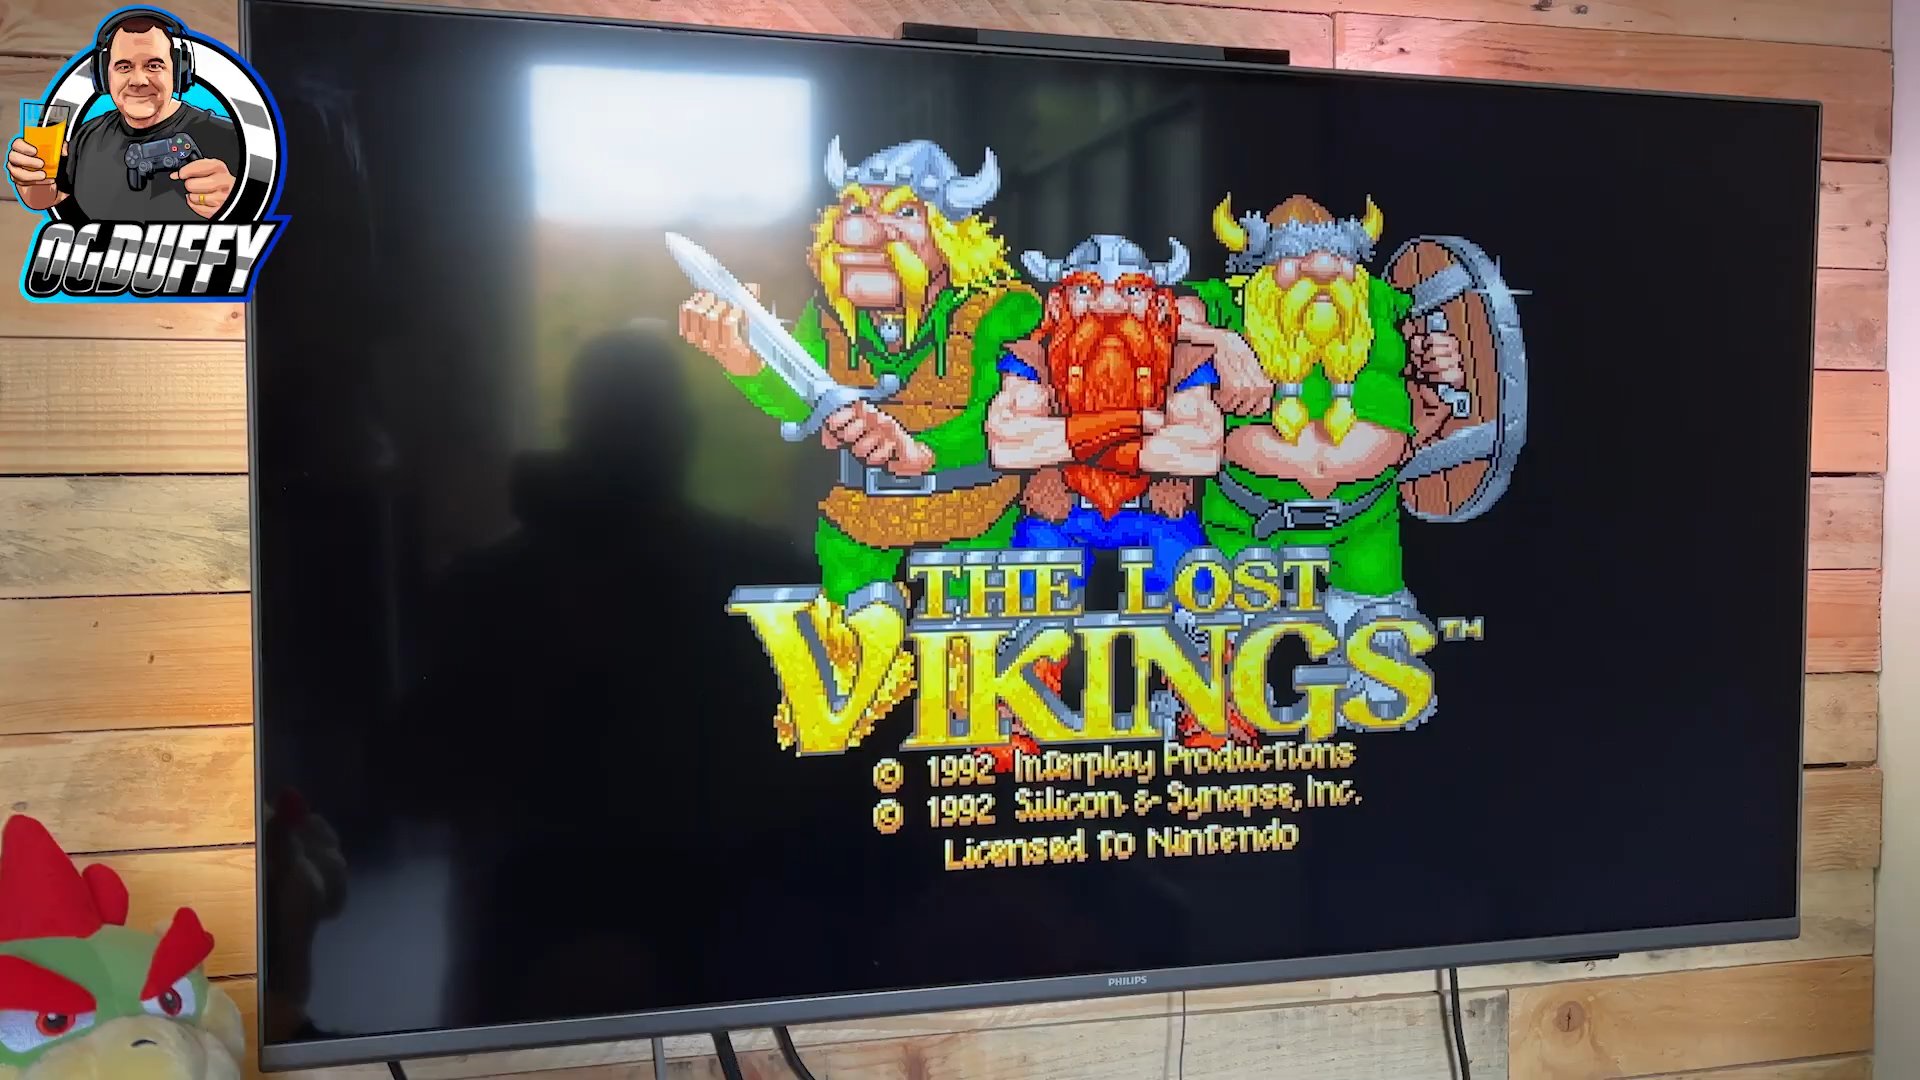 OGDUFFY
THE LOST
VIKINGS™
© 1992 Interplay Productions
© 1992 Silicon & Synapse, Inc.
Licensed to Nintendo
PHILIPS